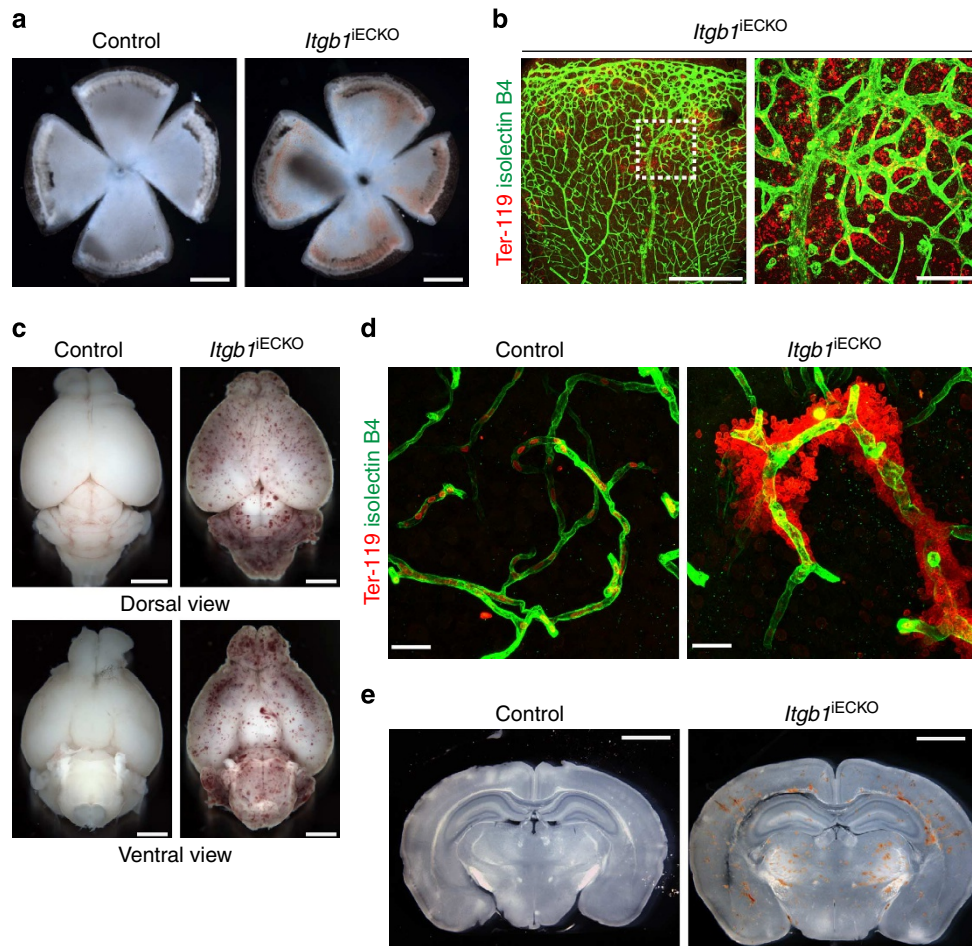 a
Control
Itgb1iECKO
b
Itgb1iECKO
Ter-119 isolectin B4
c
Control
Itgb1iECKO
Dorsal view
Ventral view
d
Control
Itgb1iECKO
Ter-119 isolectin B4
e
Control
Itgb1iECKO